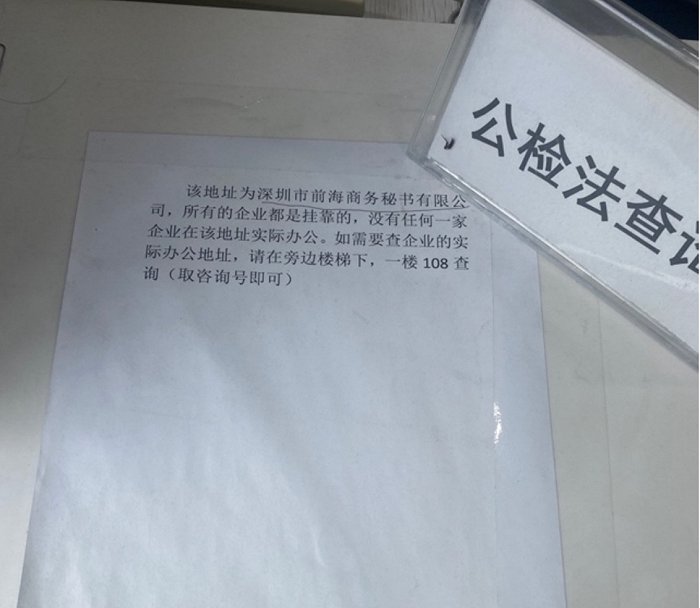 公检法查询
该地址为深圳市前海商务秘书有限公
司，所有的企业都是挂靠的，没有任何一家
企业在该地址实际办公。如需要查企业的实
际办公地址，请在旁边楼梯下，一楼 108 查
询（取咨询号即可）